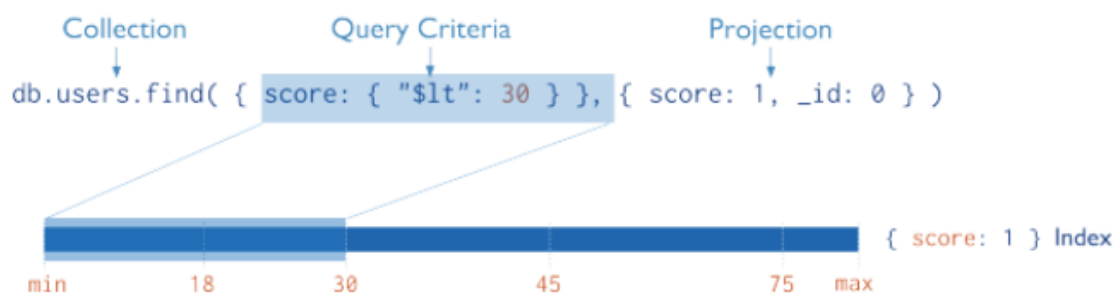 Collection Query Criteria Projection
db.users.find( { score: { "$lt": 30 } }, { score: 1, _id: 0 } )
{ score: 1 } Index
min 18 30 45 75 max